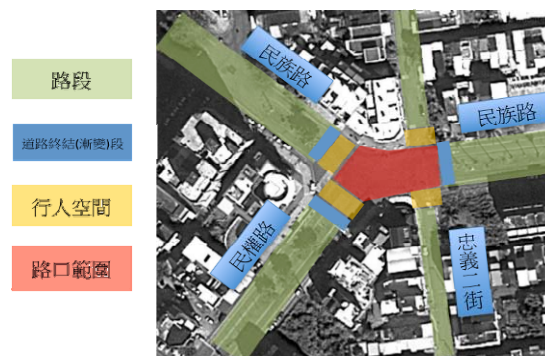 路段
道路終結(漸變)段
行人空間
路口範圍
民族路
民族路
民權路
忠義二街